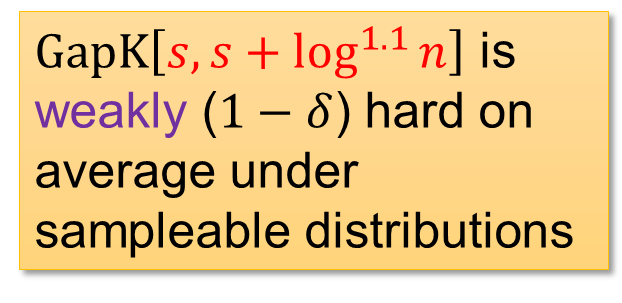 GapK[s, s + log^{1.1} n] is
weakly (1 − δ) hard on
average under
sampleable distributions